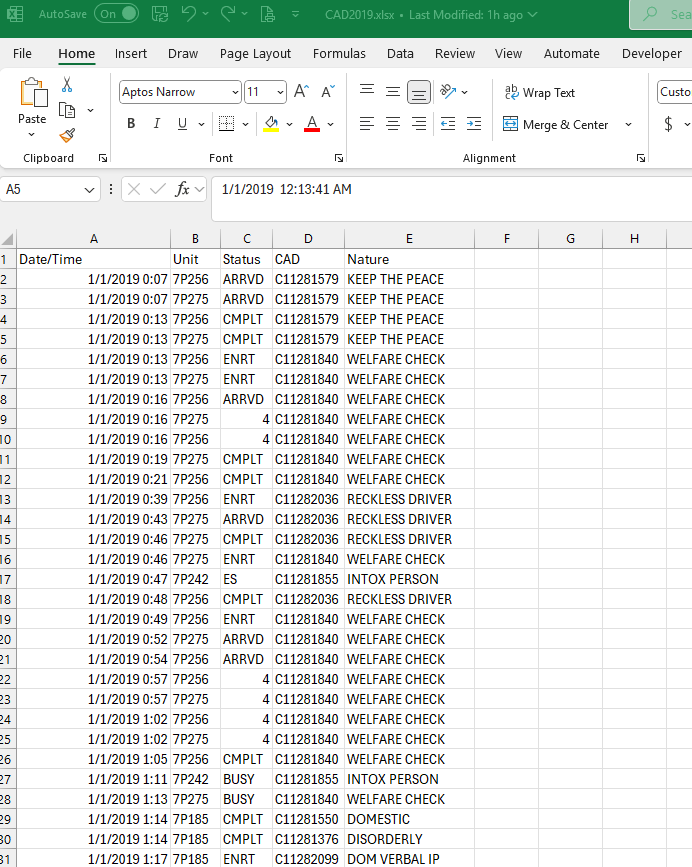 AutoSave On CAD2019.xlsx • Last Modified: 1h ago
File Home Insert Draw Page Layout Formulas Data Review View Automate Developer
Paste Aptos Narrow 11 A A Wrap Text
B I U A Merge & Center $
Clipboard Font Alignment
A5 fx 1/1/2019 12:13:41 AM
A B C D E F G H
1 Date/Time Unit Status CAD Nature
2 1/1/2019 0:07 7P256 ARRVD C11281579 KEEP THE PEACE
3 1/1/2019 0:07 7P275 ARRVD C11281579 KEEP THE PEACE
4 1/1/2019 0:13 7P256 CMPLT C11281579 KEEP THE PEACE
5 1/1/2019 0:13 7P275 CMPLT C11281579 KEEP THE PEACE
6 1/1/2019 0:13 7P256 ENRT C11281840 WELFARE CHECK
7 1/1/2019 0:13 7P275 ENRT C11281840 WELFARE CHECK
8 1/1/2019 0:16 7P256 ARRVD C11281840 WELFARE CHECK
9 1/1/2019 0:16 7P275 4 C11281840 WELFARE CHECK
10 1/1/2019 0:16 7P256 4 C11281840 WELFARE CHECK
11 1/1/2019 0:19 7P275 CMPLT C11281840 WELFARE CHECK
12 1/1/2019 0:21 7P256 CMPLT C11281840 WELFARE CHECK
13 1/1/2019 0:39 7P256 ENRT C11282036 RECKLESS DRIVER
14 1/1/2019 0:43 7P275 ARRVD C11282036 RECKLESS DRIVER
15 1/1/2019 0:46 7P275 CMPLT C11282036 RECKLESS DRIVER
16 1/1/2019 0:46 7P275 ENRT C11281840 WELFARE CHECK
17 1/1/2019 0:47 7P242 ES C11281855 INTOX PERSON
18 1/1/2019 0:48 7P256 CMPLT C11282036 RECKLESS DRIVER
19 1/1/2019 0:49 7P256 ENRT C11281840 WELFARE CHECK
20 1/1/2019 0:52 7P275 ARRVD C11281840 WELFARE CHECK
21 1/1/2019 0:54 7P256 ARRVD C11281840 WELFARE CHECK
22 1/1/2019 0:57 7P256 4 C11281840 WELFARE CHECK
23 1/1/2019 0:57 7P275 4 C11281840 WELFARE CHECK
24 1/1/2019 1:02 7P256 4 C11281840 WELFARE CHECK
25 1/1/2019 1:02 7P275 4 C11281840 WELFARE CHECK
26 1/1/2019 1:05 7P256 CMPLT C11281840 WELFARE CHECK
27 1/1/2019 1:11 7P242 BUSY C11281855 INTOX PERSON
28 1/1/2019 1:13 7P275 BUSY C11281840 WELFARE CHECK
29 1/1/2019 1:14 7P185 CMPLT C11281550 DOMESTIC
30 1/1/2019 1:14 7P185 CMPLT C11281376 DISORDERLY
31 1/1/2019 1:17 7P185 ENRT C11282099 DOM VERBAL IP